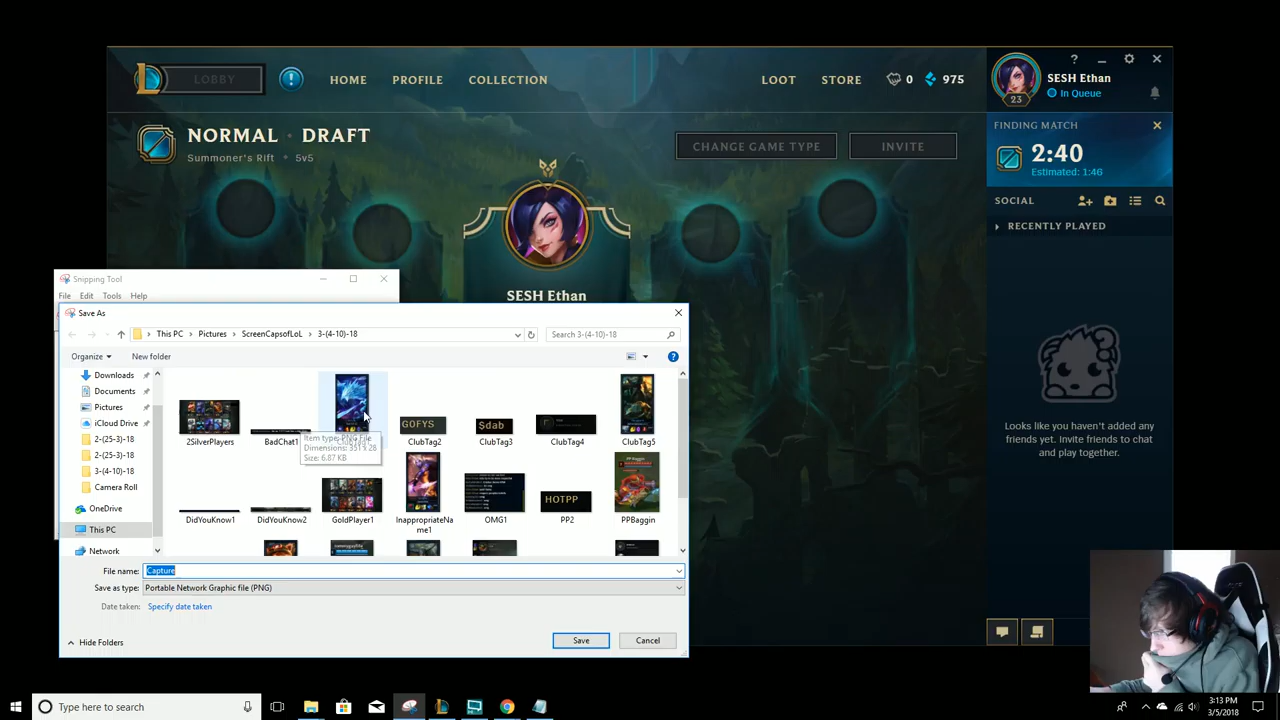 LOBBY
HOME
PROFILE
COLLECTION
LOOT
STORE
0
975
?
SESH Ethan
In Queue
23
NORMAL • DRAFT
Summoner's Rift • 5v5
CHANGE GAME TYPE
INVITE
FINDING MATCH
2:40
Estimated: 1:46
SOCIAL
RECENTLY PLAYED
SESH Ethan
Looks like you haven't added any
friends yet. Invite friends to chat
and play together.
Snipping Tool
File Edit Tools Help
Save As
This PC > Pictures > ScreenCapsofLoL > 3-(4-10)-18
Search 3-(4-10)-18
Organize
New folder
Downloads
Documents
Pictures
iCloud Drive
2-(25-3)-18
2-(25-3)-18
3-(4-10)-18
Camera Roll
OneDrive
This PC
Network
GOFYS
$dab
2SilverPlayers
BadChat1
ClubTag2
ClubTag3
ClubTag4
ClubTag5
Item type: PNG File
Dimensions: 351 x 28
Size: 6.87 KB
HOTPP
DidYouKnow1
DidYouKnow2
GoldPlayer1
InappropriateNa
me1
OMG1
PP2
PPBaggin
File name: Capture
Save as type: Portable Network Graphic file (PNG)
Date taken: Specify date taken
Hide Folders
Save
Cancel
Type here to search
3:13 PM
3/5/2018